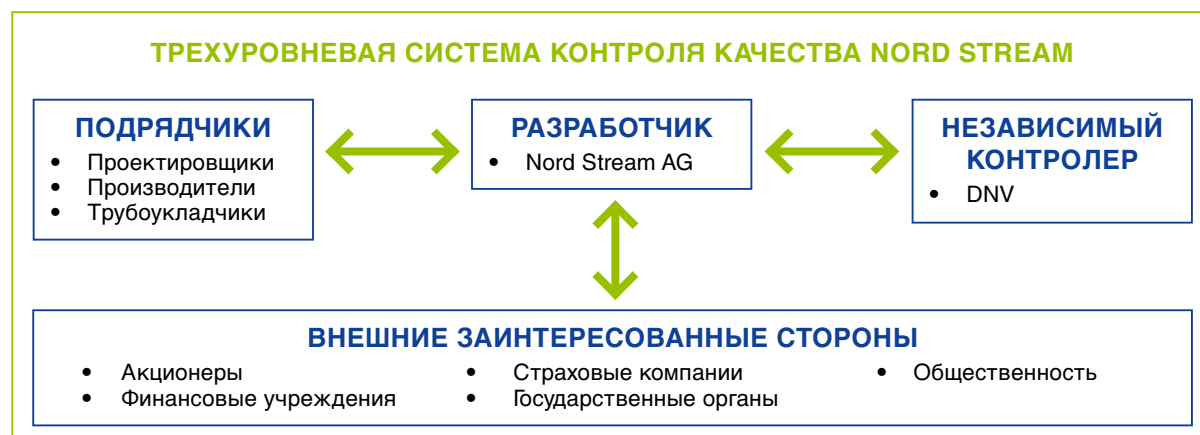 ТРЕХУРОВНЕВАЯ СИСТЕМА КОНТРОЛЯ КАЧЕСТВА NORD STREAM
ПОДРЯДЧИКИ
• Проектировщики
• Производители
• Трубоукладчики
РАЗРАБОТЧИК
• Nord Stream AG
НЕЗАВИСИМЫЙ
КОНТРОЛЕР
• DNV
ВНЕШНИЕ ЗАИНТЕРЕСОВАННЫЕ СТОРОНЫ
• Акционеры
• Финансовые учреждения
• Страховые компании
• Государственные органы
• Общественность